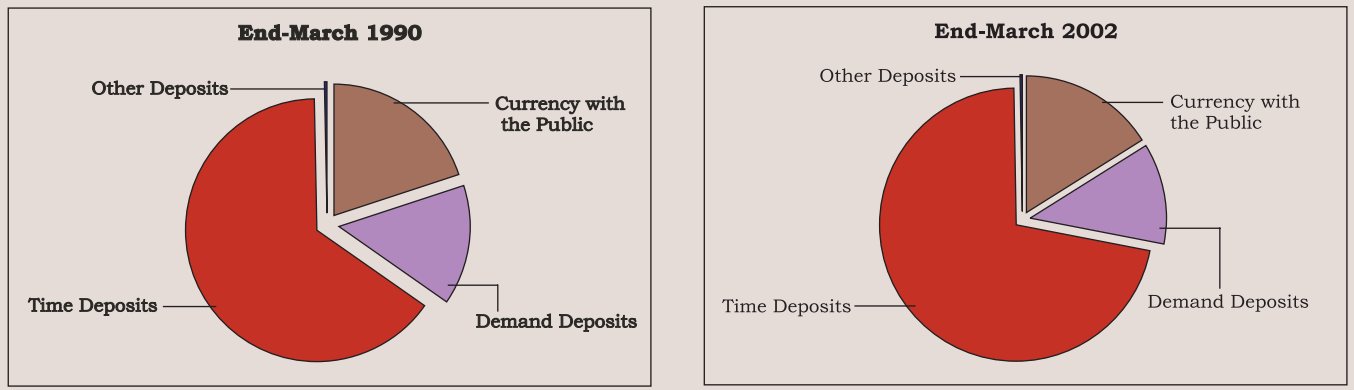 End-March 1990
Other Deposits
Currency with
the Public
Time Deposits
Demand Deposits
End-March 2002
Other Deposits
Currency with
the Public
Time Deposits
Demand Deposits